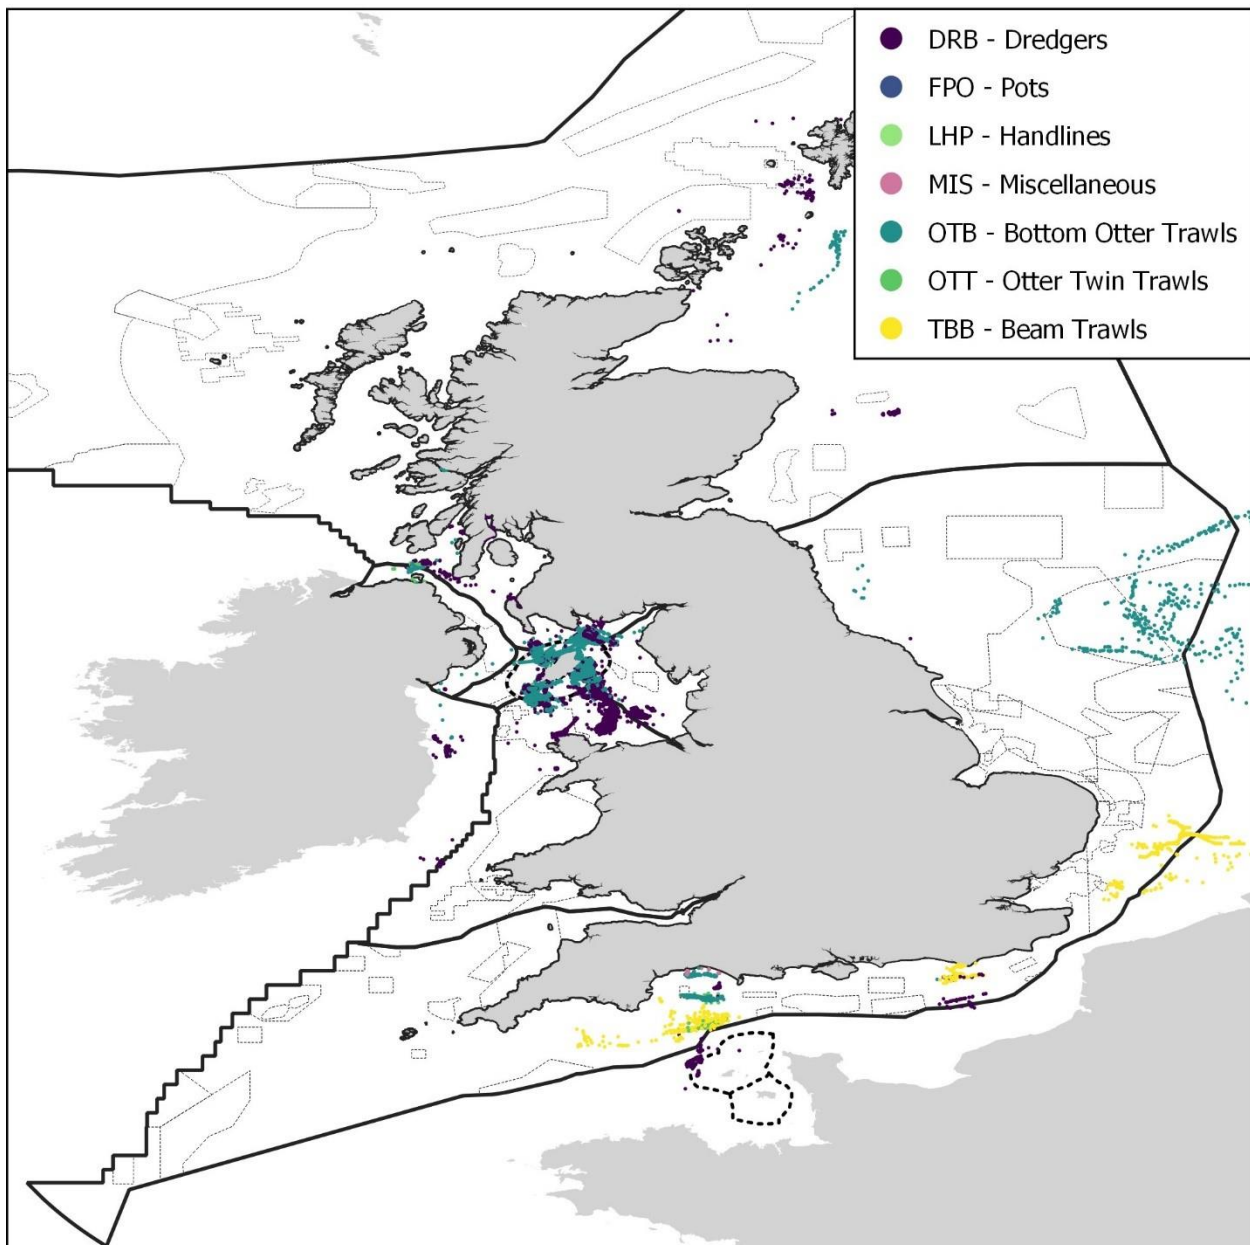 DRB - Dredgers
FPO - Pots
LHP - Handlines
MIS - Miscellaneous
OTB - Bottom Otter Trawls
OTT - Otter Twin Trawls
TBB - Beam Trawls